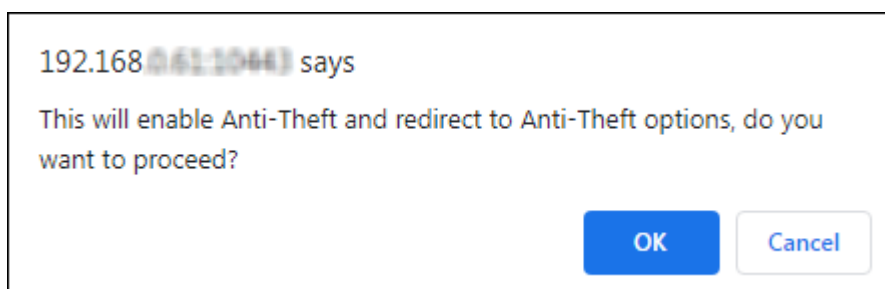 192.168 says
This will enable Anti-Theft and redirect to Anti-Theft options, do you
want to proceed?
OK Cancel